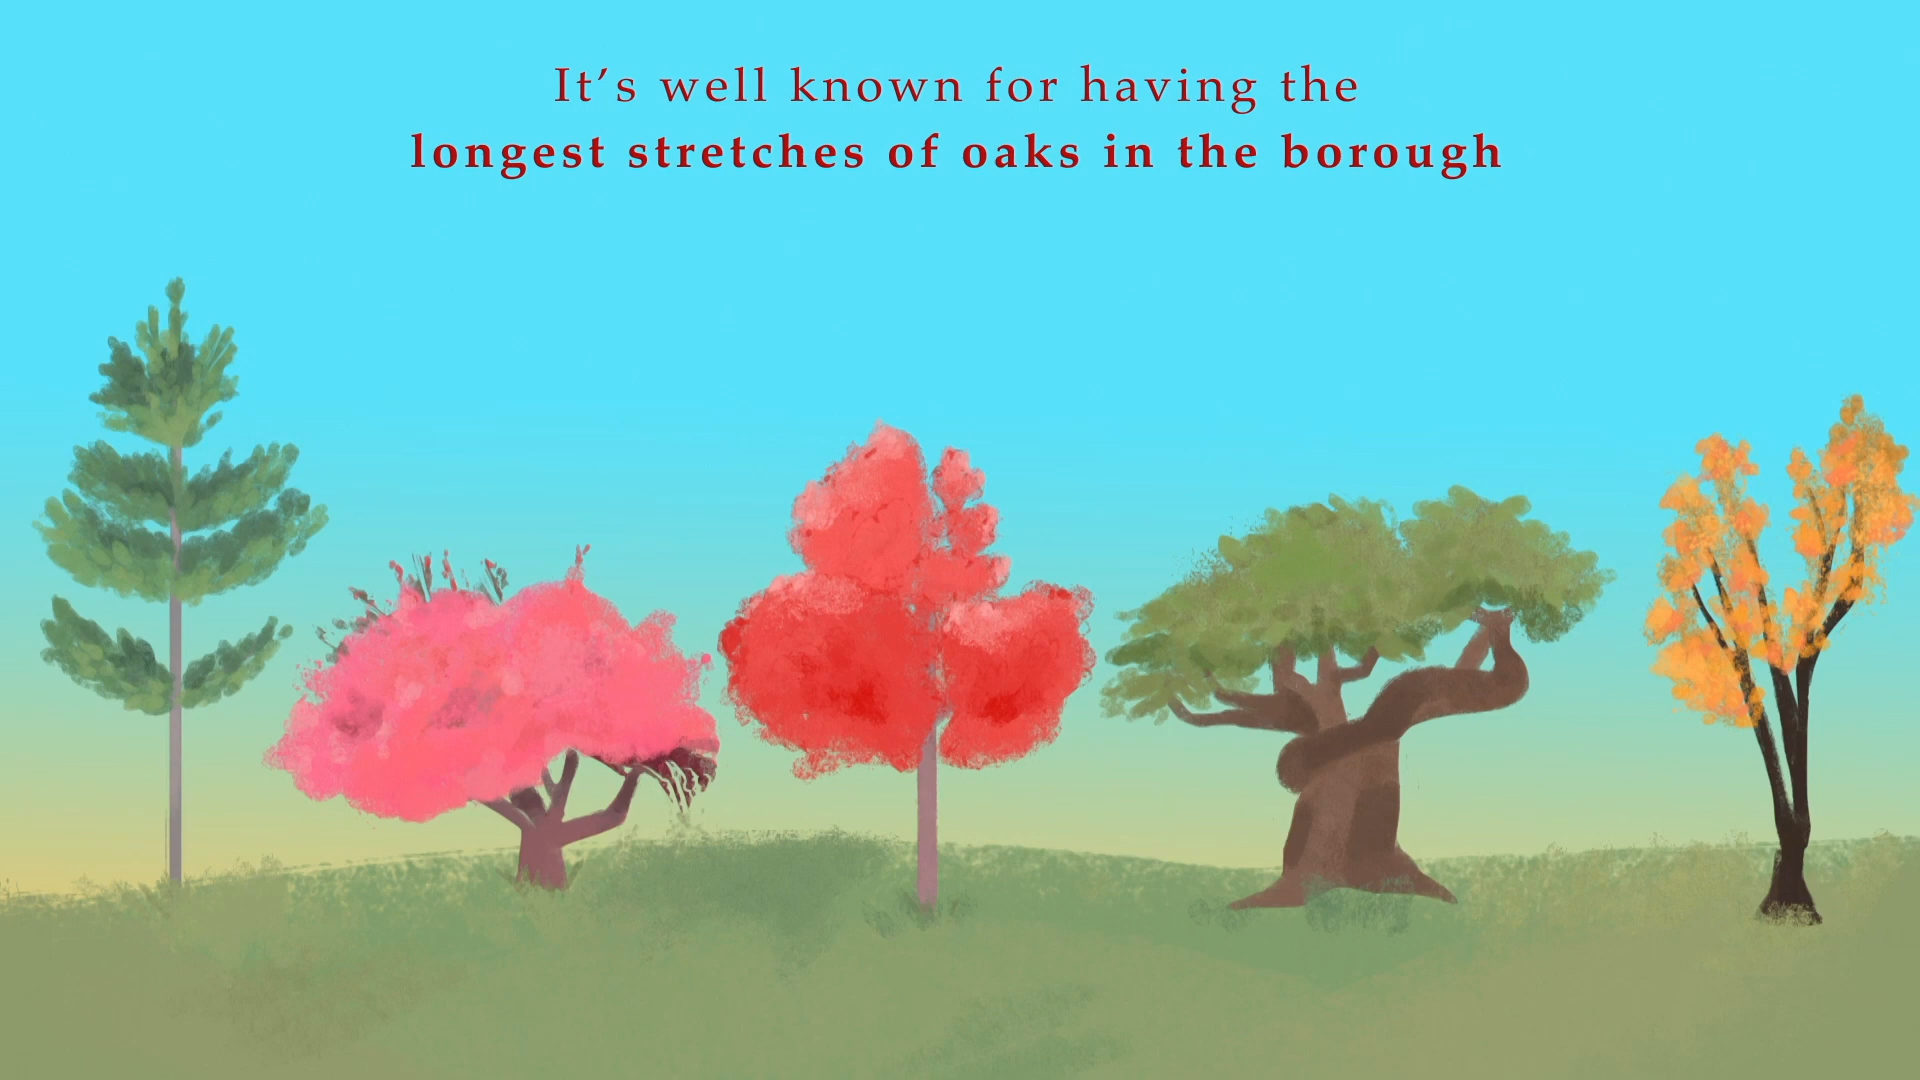 It’s well known for having the
longest stretches of oaks in the borough